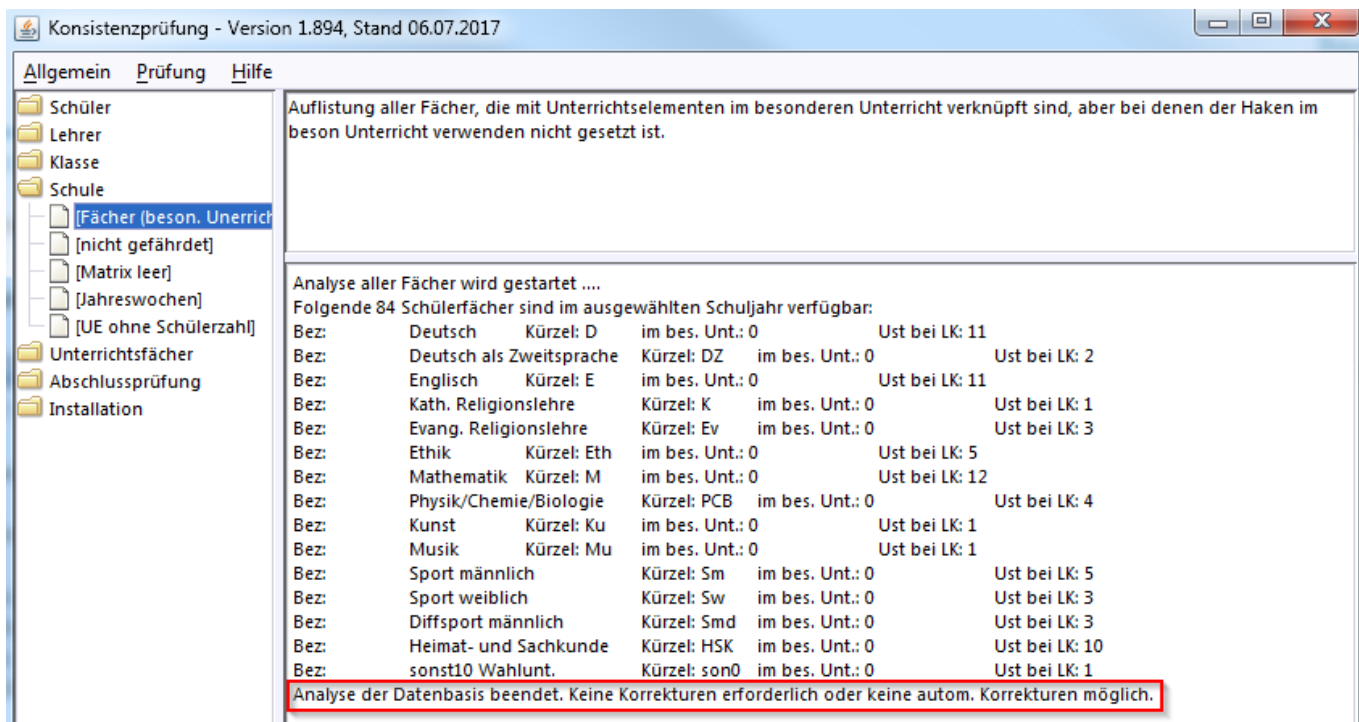 Konsistenzprüfung - Version 1.894, Stand 06.07.2017
Allgemein Prüfung Hilfe
Schüler
Lehrer
Klasse
Schule
[Fächer (beson. Unerrich
[nicht gefährdet]
[Matrix leer]
[Jahreswochen]
[UE ohne Schülerzahl]
Unterrichtsfächer
Abschlussprüfung
Installation
Auflistung aller Fächer, die mit Unterrichtselementen im besonderen Unterricht verknüpft sind, aber bei denen der Haken im
beson Unterricht verwenden nicht gesetzt ist.
Analyse aller Fächer wird gestartet ....
Folgende 84 Schülerfächer sind im ausgewählten Schuljahr verfügbar:
Bez: Deutsch Kürzel: D im bes. Unt.: 0 Ust bei LK: 11
Bez: Deutsch als Zweitsprache Kürzel: DZ im bes. Unt.: 0 Ust bei LK: 2
Bez: Englisch Kürzel: E im bes. Unt.: 0 Ust bei LK: 11
Bez: Kath. Religionslehre Kürzel: K im bes. Unt.: 0 Ust bei LK: 1
Bez: Evang. Religionslehre Kürzel: Ev im bes. Unt.: 0 Ust bei LK: 3
Bez: Ethik Kürzel: Eth im bes. Unt.: 0 Ust bei LK: 5
Bez: Mathematik Kürzel: M im bes. Unt.: 0 Ust bei LK: 12
Bez: Physik/Chemie/Biologie Kürzel: PCB im bes. Unt.: 0 Ust bei LK: 4
Bez: Kunst Kürzel: Ku im bes. Unt.: 0 Ust bei LK: 1
Bez: Musik Kürzel: Mu im bes. Unt.: 0 Ust bei LK: 1
Bez: Sport männlich Kürzel: Sm im bes. Unt.: 0 Ust bei LK: 5
Bez: Sport weiblich Kürzel: Sw im bes. Unt.: 0 Ust bei LK: 3
Bez: Diffsport männlich Kürzel: Smd im bes. Unt.: 0 Ust bei LK: 3
Bez: Heimat- und Sachkunde Kürzel: HSK im bes. Unt.: 0 Ust bei LK: 10
Bez: sonst10 Wahlunt. Kürzel: son0 im bes. Unt.: 0 Ust bei LK: 1
Analyse der Datenbasis beendet. Keine Korrekturen erforderlich oder keine autom. Korrekturen möglich.